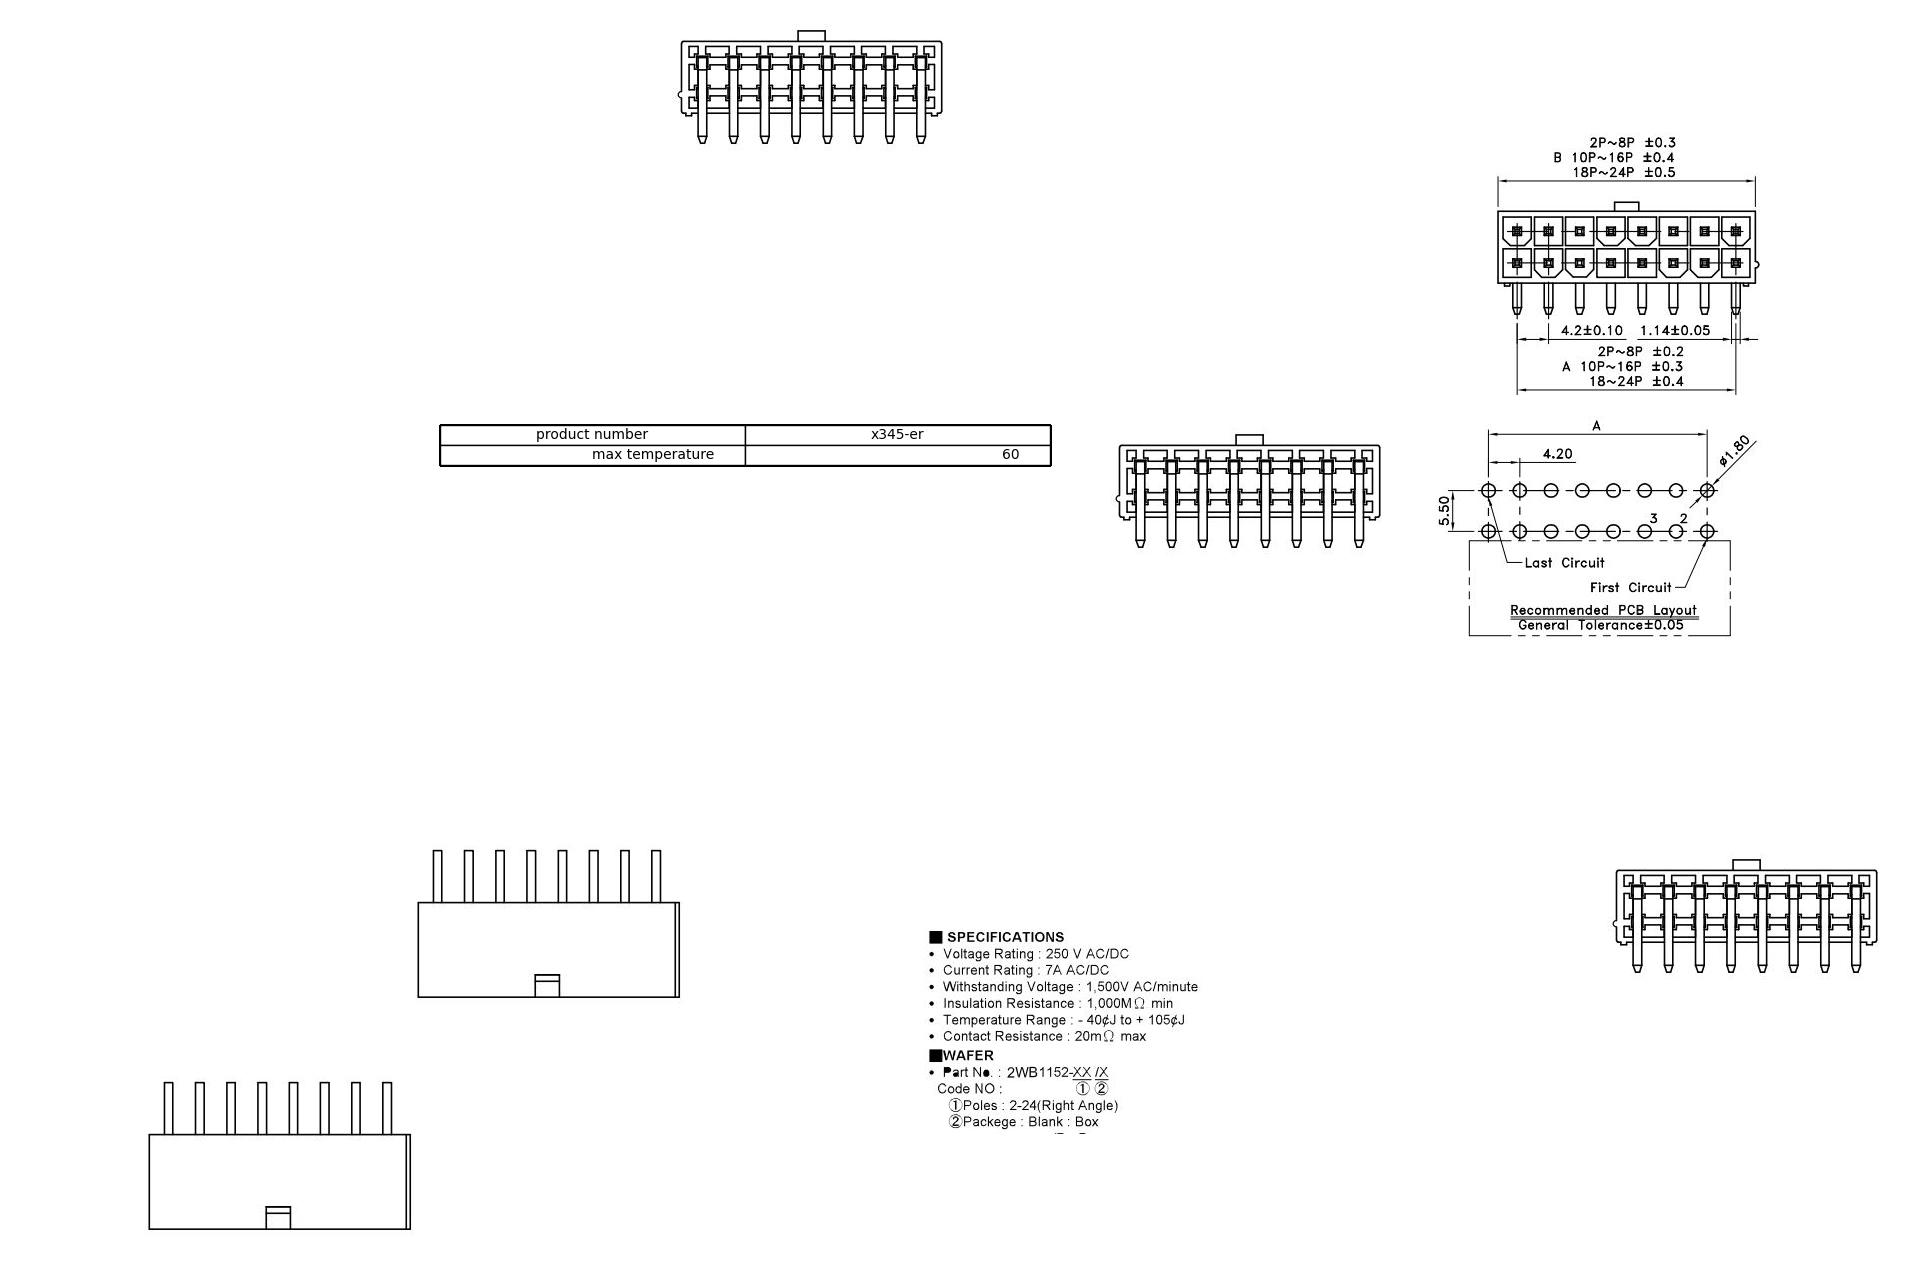 2P~8P ±0.3
B 10P~16P ±0.4
18P~24P ±0.5
4.2±0.10 1.14±0.05
2P~8P ±0.2
A 10P~16P ±0.3
18~24P ±0.4
product number x345-er
max temperature 60
A
4.20
ø1.80
5.50
3 2
Last Circuit
First Circuit
Recommended PCB Layout
General Tolerance±0.05
SPECIFICATIONS
• Voltage Rating : 250 V AC/DC
• Current Rating : 7A AC/DC
• Withstanding Voltage : 1,500V AC/minute
• Insulation Resistance : 1,000MΩ min
• Temperature Range : - 40¢J to + 105¢J
• Contact Resistance : 20mΩ max
WAFER
• Part No. : 2WB1152-XX /X
Code NO : ① ②
①Poles : 2-24(Right Angle)
②Packege : Blank : Box